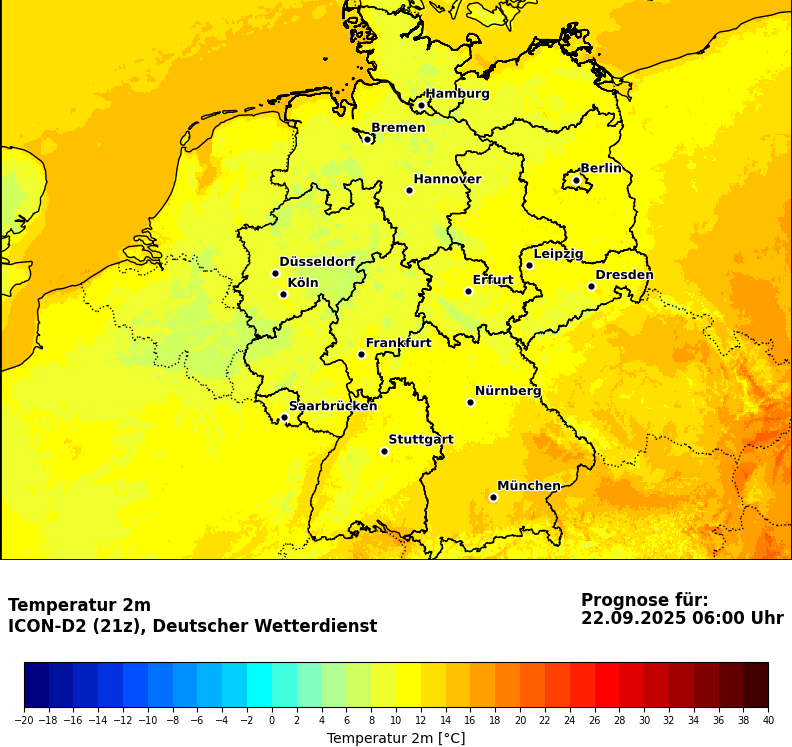 Hamburg
Bremen
Berlin
Hannover
Leipzig
Düsseldorf
Dresden
Köln
Erfurt
Frankfurt
Nürnberg
Saarbrücken
Stuttgart
München
Temperatur 2m
ICON-D2 (21z), Deutscher Wetterdienst
Prognose für:
22.09.2025 06:00 Uhr
−20 −18 −16 −14 −12 −10 −8 −6 −4 −2 0 2 4 6 8 10 12 14 16 18 20 22 24 26 28 30 32 34 36 38 40
Temperatur 2m [°C]